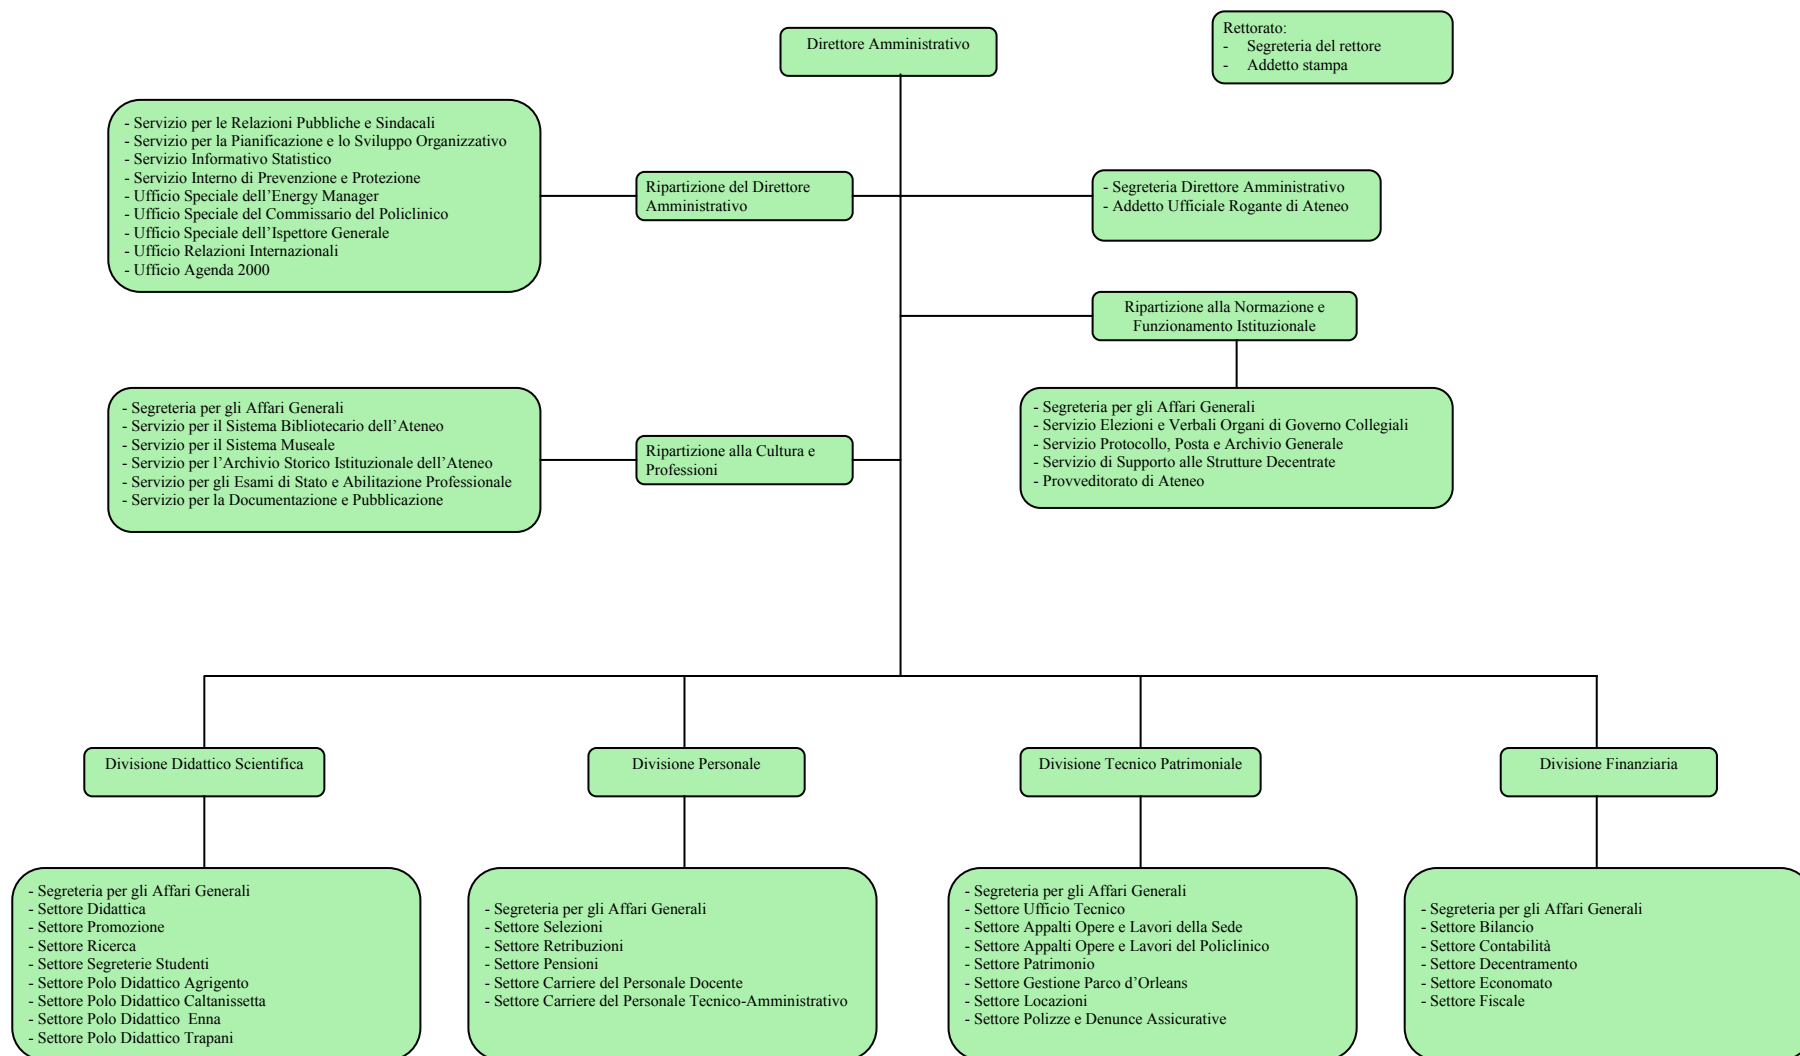 Direttore Amministrativo
Rettorato:
- Segreteria del rettore
- Addetto stampa
- Servizio per le Relazioni Pubbliche e Sindacali
- Servizio per la Pianificazione e lo Sviluppo Organizzativo
- Servizio Informativo Statistico
- Servizio Interno di Prevenzione e Protezione
- Ufficio Speciale dell’Energy Manager
- Ufficio Speciale del Commissario del Policlinico
- Ufficio Speciale dell’Ispettore Generale
- Ufficio Relazioni Internazionali
- Ufficio Agenda 2000
Ripartizione del Direttore
Amministrativo
- Segreteria Direttore Amministrativo
- Addetto Ufficiale Rogante di Ateneo
Ripartizione alla Normazione e
Funzionamento Istituzionale
- Segreteria per gli Affari Generali
- Servizio per il Sistema Bibliotecario dell’Ateneo
- Servizio per il Sistema Museale
- Servizio per l’Archivio Storico Istituzionale dell’Ateneo
- Servizio per gli Esami di Stato e Abilitazione Professionale
- Servizio per la Documentazione e Pubblicazione
Ripartizione alla Cultura e
Professioni
- Segreteria per gli Affari Generali
- Servizio Elezioni e Verbali Organi di Governo Collegiali
- Servizio Protocollo, Posta e Archivio Generale
- Servizio di Supporto alle Strutture Decentrate
- Provveditorato di Ateneo
Divisione Didattico Scientifica
Divisione Personale
Divisione Tecnico Patrimoniale
Divisione Finanziaria
- Segreteria per gli Affari Generali
- Settore Didattica
- Settore Promozione
- Settore Ricerca
- Settore Segreterie Studenti
- Settore Polo Didattico Agrigento
- Settore Polo Didattico Caltanissetta
- Settore Polo Didattico  Enna
- Settore Polo Didattico Trapani
- Segreteria per gli Affari Generali
- Settore Selezioni
- Settore Retribuzioni
- Settore Pensioni
- Settore Carriere del Personale Docente
- Settore Carriere del Personale Tecnico-Amministrativo
- Segreteria per gli Affari Generali
- Settore Ufficio Tecnico
- Settore Appalti Opere e Lavori della Sede
- Settore Appalti Opere e Lavori del Policlinico
- Settore Patrimonio
- Settore Gestione Parco d’Orleans
- Settore Locazioni
- Settore Polizze e Denunce Assicurative
- Segreteria per gli Affari Generali
- Settore Bilancio
- Settore Contabilità
- Settore Decentramento
- Settore Economato
- Settore Fiscale